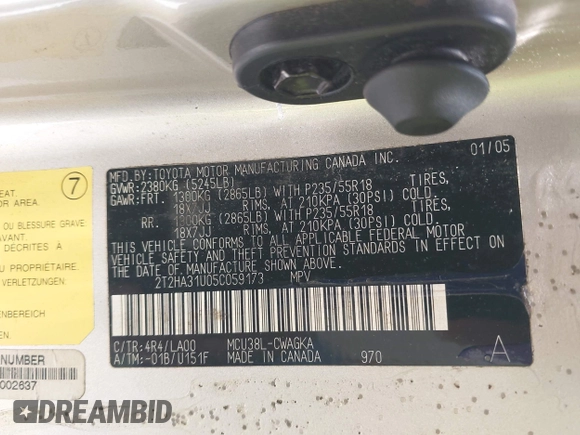 MFD.BY:TOYOTA MOTOR MANUFACTURING CANADA INC. 01/05
GVWR:2380KG (5245LB)
GAWR:FRT. 1300KG (2865LB) WITH P235/55R18 TIRES,
18X7JJ RIMS, AT 210KPA (30PSI) COLD.
RR. 1300KG (2865LB) WITH P235/55R18 TIRES,
18X7JJ RIMS, AT 210KPA (30PSI) COLD.
THIS VEHICLE CONFORMS TO ALL APPLICABLE FEDERAL MOTOR
VEHICLE SAFETY AND THEFT PREVENTION STANDARDS IN EFFECT ON
THE DATE OF MANUFACTURE SHOWN ABOVE.
2T2HA31U05C059173 MPV
C/TR:4R4/LA00 MCU38L-CWAGKA
A/TM:-01B/U151F MADE IN CANADA 970 A
7
EAT.
OR AREA.
OU BLESSURE GRAVE
AVANT.
DECRITES À
NUMBER
002637
DREAMBID